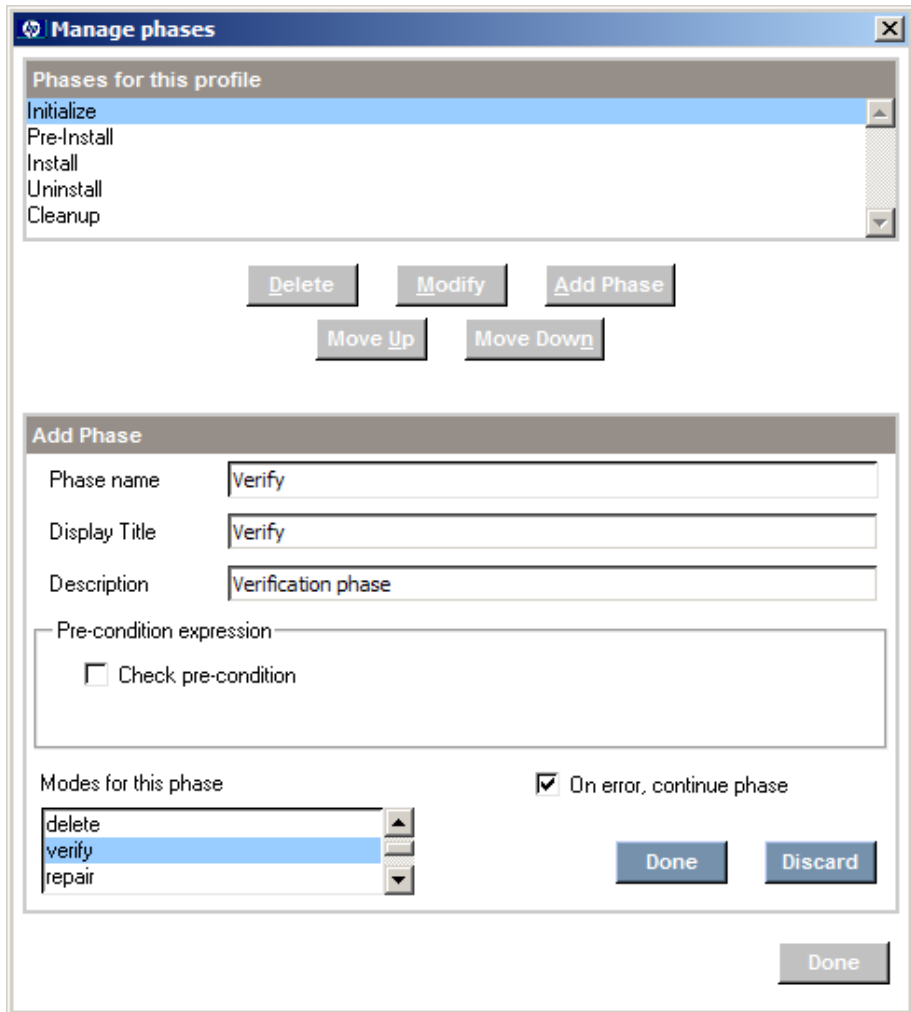 hp Manage phases
Phases for this profile
Initialize
Pre-Install
Install
Uninstall
Cleanup
Delete Modify Add Phase
Move Up Move Down
Add Phase
Phase name Verify
Display Title Verify
Description Verification phase
Pre-condition expression
Check pre-condition
Modes for this phase On error, continue phase
delete
verify
repair
Done Discard
Done